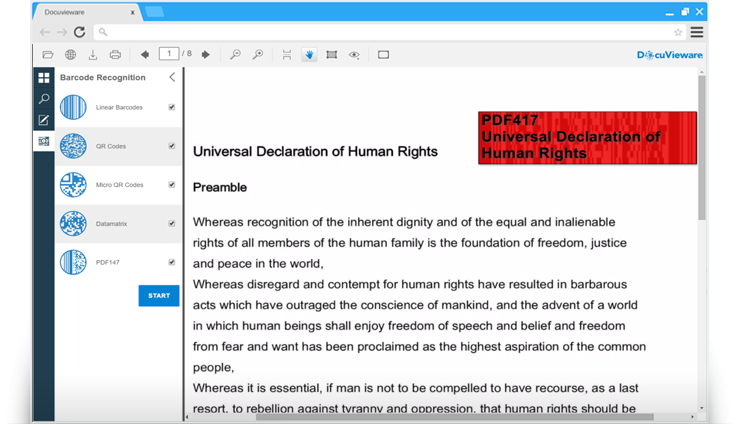 Docuvieware x
1 / 8
DocuVieware
Barcode Recognition
Linear Barcodes
QR Codes
Micro QR Codes
Datamatrix
PDF147
START
PDF417
Universal Declaration of
Human Rights
Universal Declaration of Human Rights
Preamble
Whereas recognition of the inherent dignity and of the equal and inalienable
rights of all members of the human family is the foundation of freedom, justice
and peace in the world,
Whereas disregard and contempt for human rights have resulted in barbarous
acts which have outraged the conscience of mankind, and the advent of a world
in which human beings shall enjoy freedom of speech and belief and freedom
from fear and want has been proclaimed as the highest aspiration of the common
people,
Whereas it is essential, if man is not to be compelled to have recourse, as a last
resort, to rebellion against tyranny and oppression, that human rights should be